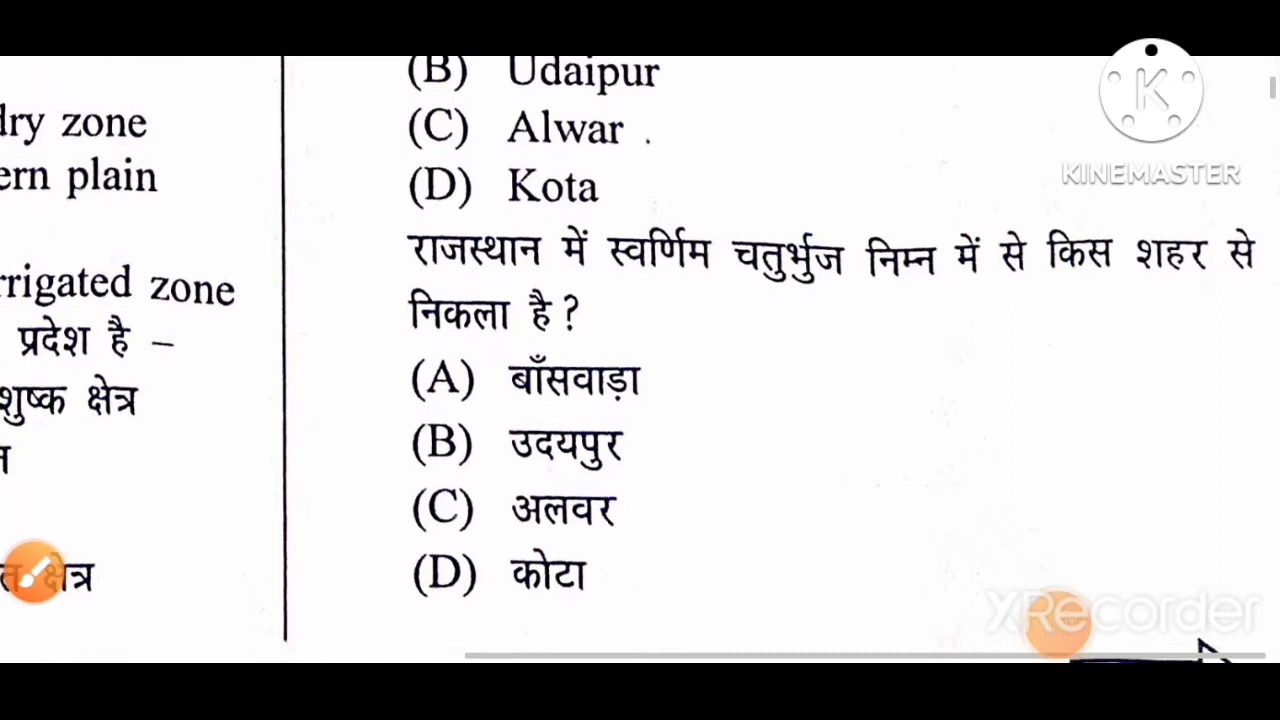 dry zone
ern plain
rrigated zone
प्रदेश है –
शुष्क क्षेत्र
क्षेत्र
(B) Udaipur
(C) Alwar .
(D) Kota
राजस्थान में स्वर्णिम चतुर्भुज निम्न में से किस शहर से
निकला है ?
(A) बाँसवाड़ा
(B) उदयपुर
(C) अलवर
(D) कोटा
KINEMASTER
XRecorder